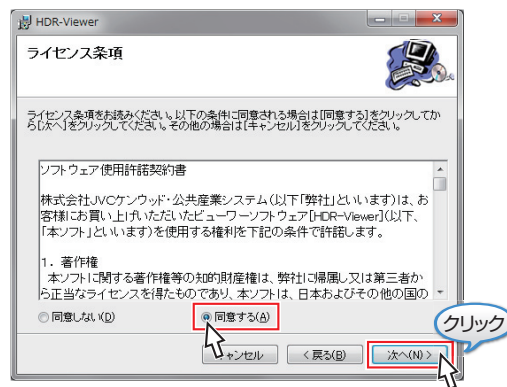 HDR-Viewer
ライセンス条項
ライセンス条項をお読みください。以下の条件に同意される場合は[同意する]をクリックしてか
ら[次へ]をクリックしてください。その他の場合は[キャンセル]をクリックしてください。
ソフトウェア使用許諾契約書
株式会社JVCケンウッド・公共産業システム(以下「弊社」といいます)は、お
客様にお買い上げいただいたビューワーソフトウェア[HDR-Viewer](以下、
「本ソフト」といいます)を使用する権利を下記の条件で許諾します。
1. 著作権
本ソフトに関する著作権等の知的財産権は、弊社に帰属し又は第三者か
ら正当なライセンスを得たものであり、本ソフトは、日本およびその他の国の
同意しない(D)
同意する(A)
クリック
キャンセル
< 戻る(B)
次へ(N) >